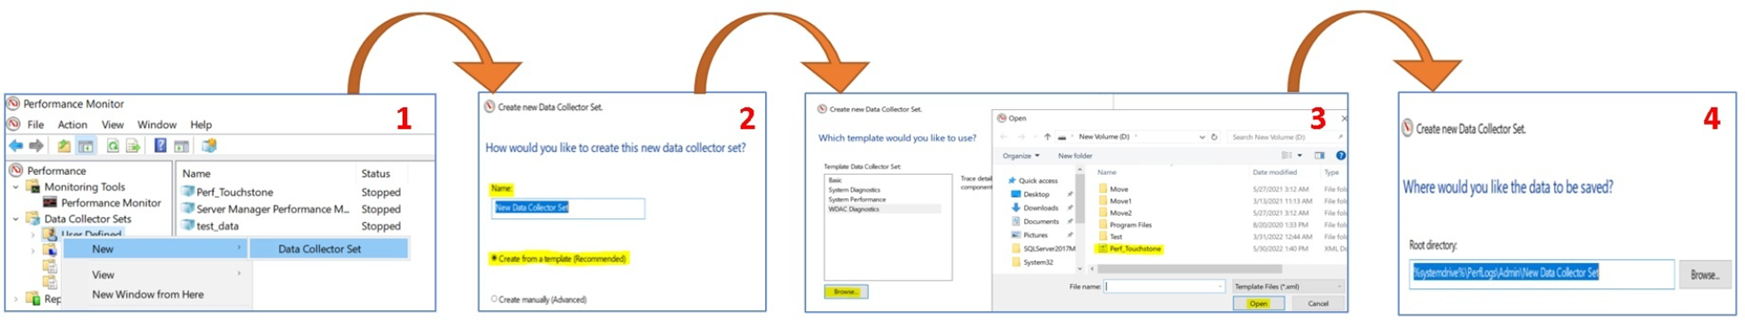 Performance Monitor
1
File Action View Window Help
Performance
Monitoring Tools
Performance Monitor
Data Collector Sets
User Defined
Rep
Name Status
Perf_Touchstone Stopped
Server Manager Performance M... Stopped
test_data Stopped
New
Data Collector Set
View
New Window from Here
Create new Data Collector Set.
2
How would you like to create this new data collector set?
Name:
New Data Collector Set
Create from a template (Recommended)
Create manually (Advanced)
Create new Data Collector Set.
Which template would you like to use?
Template Data Collector Set:
Basic
System Diagnostics
System Performance
WDAC Diagnostics
Trace detai
component
Browse...
Open
3
New Volume (D:)
Search New Volume (D:)
Organize
New folder
Quick access
Desktop
Downloads
Documents
Pictures
SQLServer2017M
System32
Name Date modified Type
Move 5/27/2021 3:12 AM File fol
Move1 3/13/2021 11:13 AM File fol
Move2 5/27/2021 3:12 AM File fol
Program Files 8/20/2020 1:33 PM File fol
Test 3/31/2022 12:44 AM File fol
Perf_Touchstone 5/30/2022 1:40 PM XML Do
File name:
Template Files (*.xml)
Open
Cancel
4
Create new Data Collector Set.
Where would you like the data to be saved?
Root directory:
%systemdrive%\PerfLogs\Admin\New Data Collector Set
Browse...